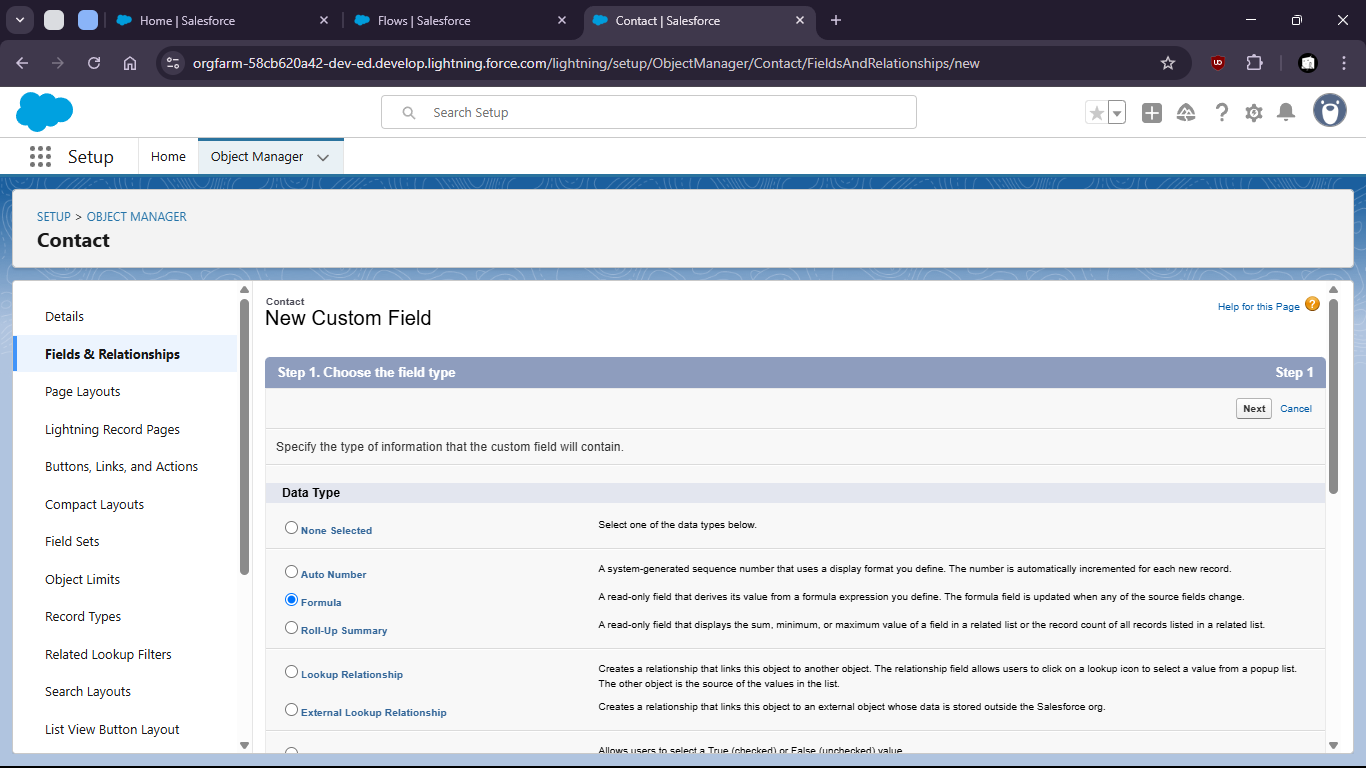 Home | Salesforce
Flows | Salesforce
Contact | Salesforce
orgfarm-58cb620a42-dev-ed.develop.lightning.force.com/lightning/setup/ObjectManager/Contact/FieldsAndRelationships/new
Search Setup
Setup
Home
Object Manager
SETUP > OBJECT MANAGER
Contact
Details
Fields & Relationships
Page Layouts
Lightning Record Pages
Buttons, Links, and Actions
Compact Layouts
Field Sets
Object Limits
Record Types
Related Lookup Filters
Search Layouts
List View Button Layout
Contact
New Custom Field
Help for this Page ?
Step 1. Choose the field type
Step 1
Next
Cancel
Specify the type of information that the custom field will contain.
Data Type
None Selected
Select one of the data types below.
Auto Number
A system-generated sequence number that uses a display format you define. The number is automatically incremented for each new record.
Formula
A read-only field that derives its value from a formula expression you define. The formula field is updated when any of the source fields change.
Roll-Up Summary
A read-only field that displays the sum, minimum, or maximum value of a field in a related list or the record count of all records listed in a related list.
Lookup Relationship
Creates a relationship that links this object to another object. The relationship field allows users to click on a lookup icon to select a value from a popup list.
The other object is the source of the values in the list.
External Lookup Relationship
Creates a relationship that links this object to an external object whose data is stored outside the Salesforce org.
Allows users to select a True (checked) or False (unchecked) value.